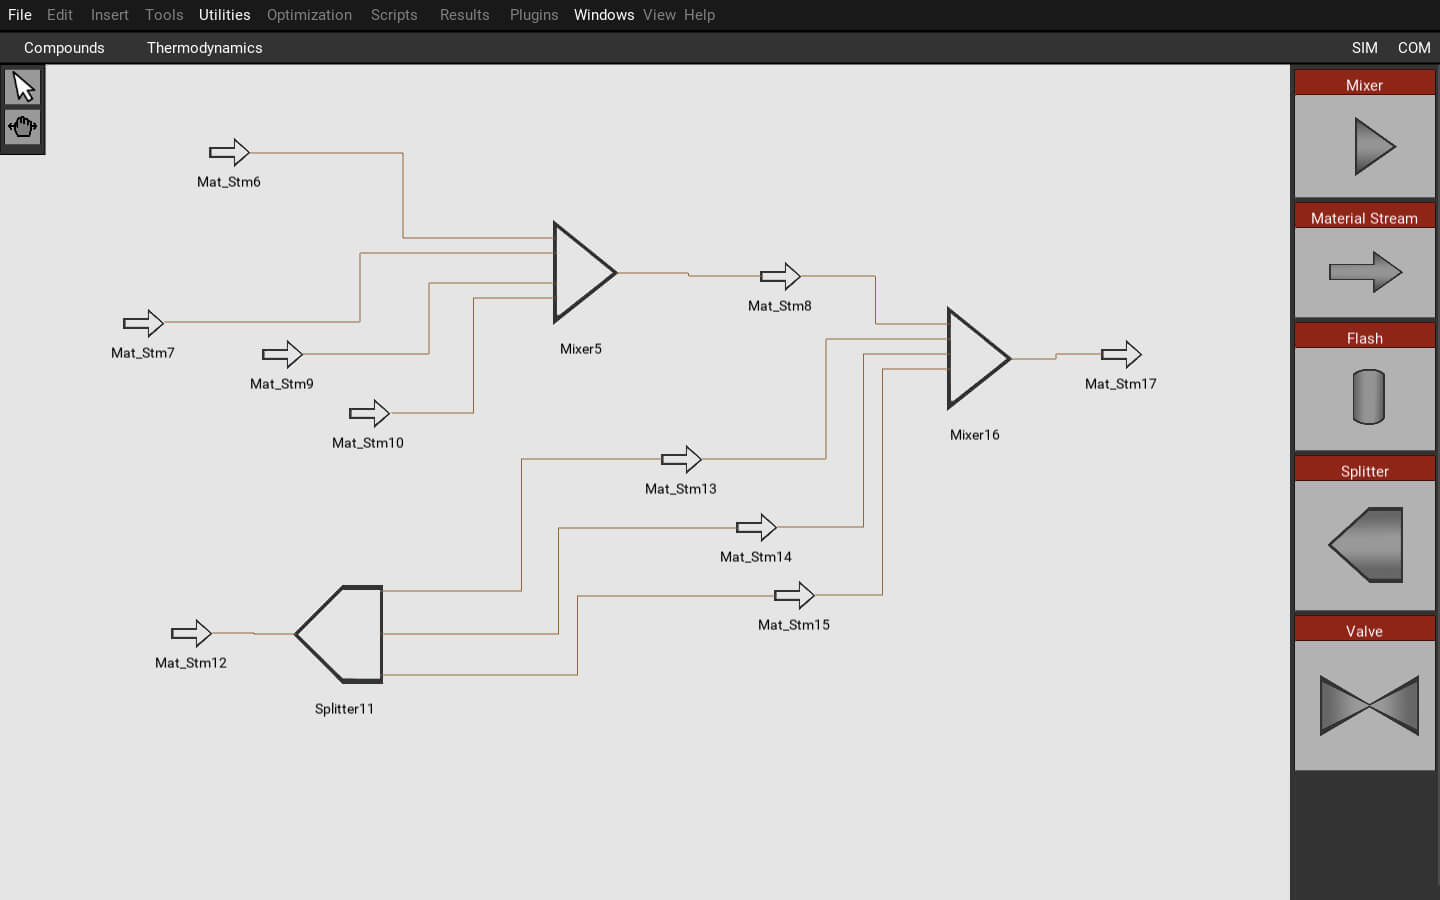 File Edit Insert Tools Utilities Optimization Scripts Results Plugins Windows View Help
Compounds Thermodynamics SIM COM
Mixer
Material Stream
Flash
Splitter
Valve
Mat_Stm6
Mat_Stm7
Mat_Stm9
Mat_Stm10
Mixer5
Mat_Stm8
Mixer16
Mat_Stm17
Mat_Stm13
Mat_Stm14
Mat_Stm15
Mat_Stm12
Splitter11